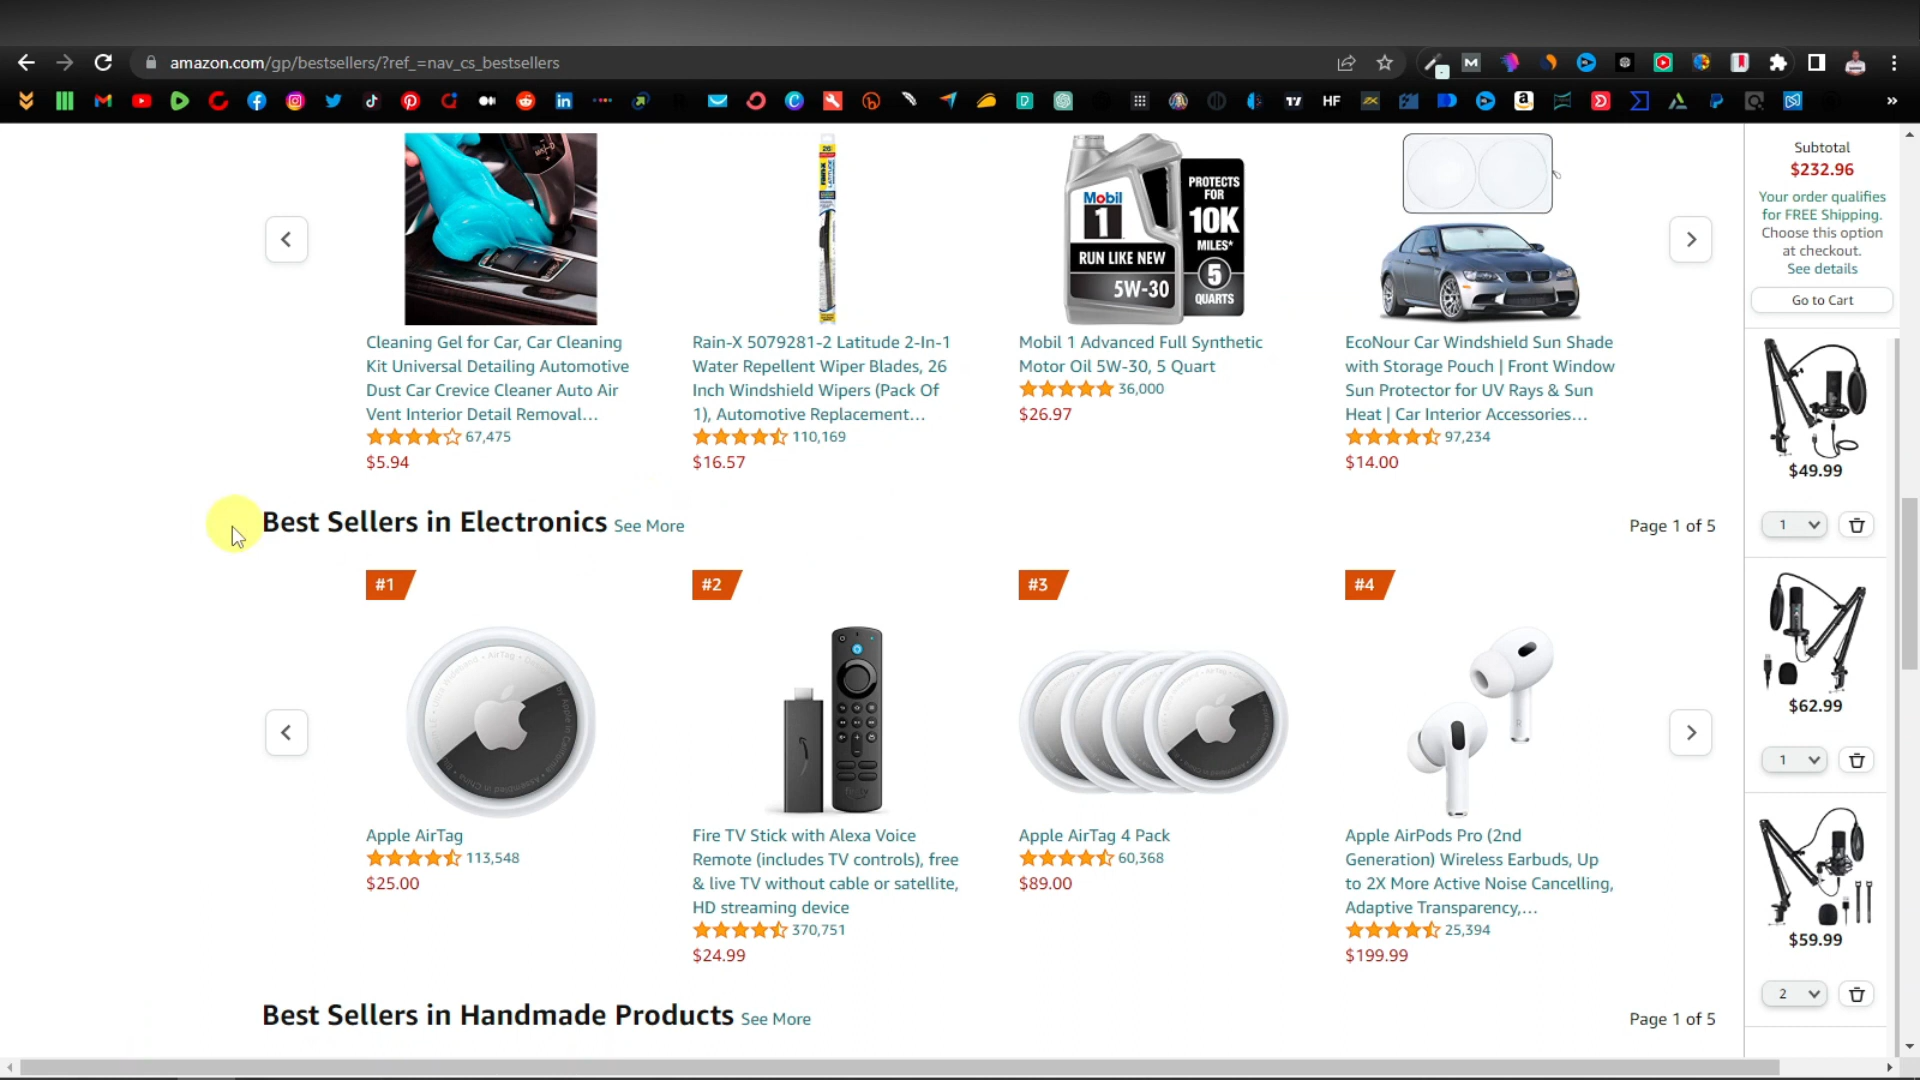 amazon.com/gp/bestsellers/?ref_=nav_cs_bestsellers
HF
Mobil
1
RUN LIKE NEW
5W-30
PROTECTS
FOR
10K
MILES*
5
QUARTS
Cleaning Gel for Car, Car Cleaning
Kit Universal Detailing Automotive
Dust Car Crevice Cleaner Auto Air
Vent Interior Detail Removal...
67,475
$5.94
Rain-X 5079281-2 Latitude 2-In-1
Water Repellent Wiper Blades, 26
Inch Windshield Wipers (Pack Of
1), Automotive Replacement...
110,169
$16.57
Mobil 1 Advanced Full Synthetic
Motor Oil 5W-30, 5 Quart
36,000
$26.97
EcoNour Car Windshield Sun Shade
with Storage Pouch | Front Window
Sun Protector for UV Rays & Sun
Heat | Car Interior Accessories...
97,234
$14.00
Best Sellers in Electronics See More
Page 1 of 5
#1
#2
#3
#4
Apple AirTag
113,548
$25.00
Fire TV Stick with Alexa Voice
Remote (includes TV controls), free
& live TV without cable or satellite,
HD streaming device
370,751
$24.99
Apple AirTag 4 Pack
60,368
$89.00
Apple AirPods Pro (2nd
Generation) Wireless Earbuds, Up
to 2X More Active Noise Cancelling,
Adaptive Transparency,...
25,394
$199.99
Best Sellers in Handmade Products See More
Page 1 of 5
Subtotal
$232.96
Your order qualifies
for FREE Shipping.
Choose this option
at checkout.
See details
Go to Cart
$49.99
1
$62.99
1
$59.99
2